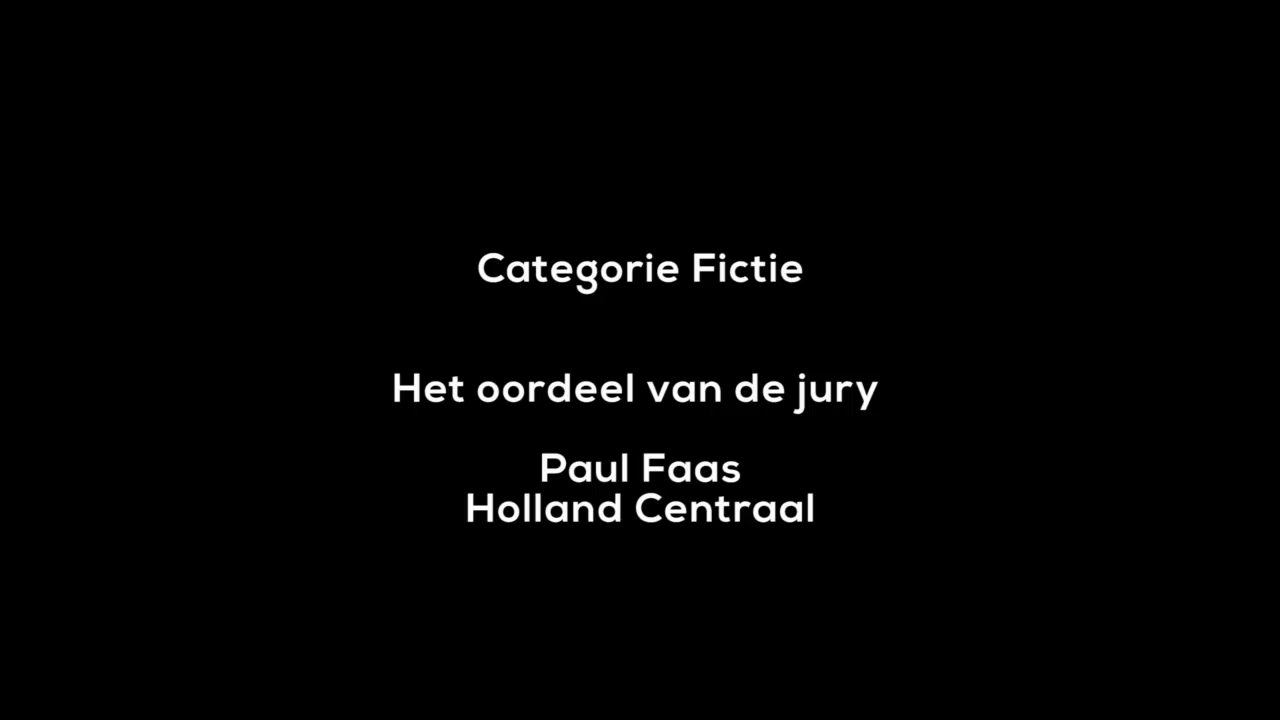 Categorie Fictie
Het oordeel van de jury
Paul Faas
Holland Centraal